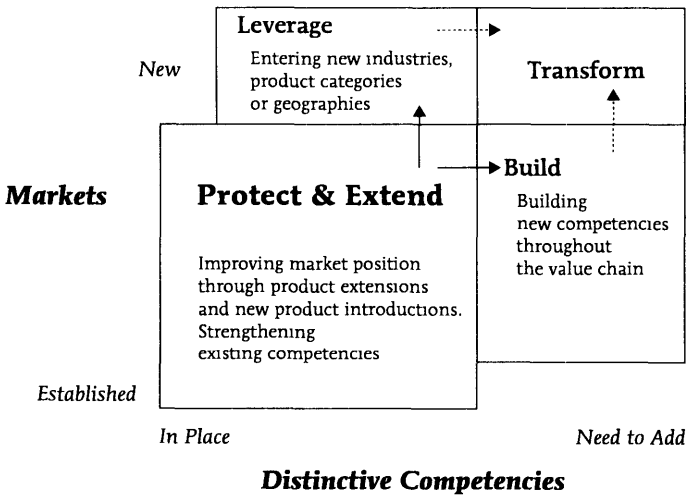 Leverage
Entering new industries,
product categories
or geographies
New
Transform
Markets
Protect & Extend
Build
Building
new competencies
throughout
the value chain
Improving market position
through product extensions
and new product introductions.
Strengthening
existing competencies
Established
In Place
Need to Add
Distinctive Competencies